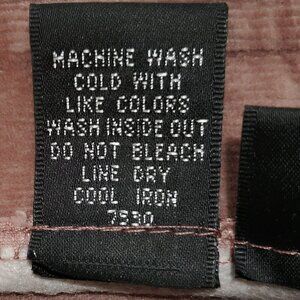 MACHINE WASH
COLD WITH
LIKE COLORS
WASH INSIDE OUT
DO NOT BLEACH
LINE DRY
COOL IRON
7930